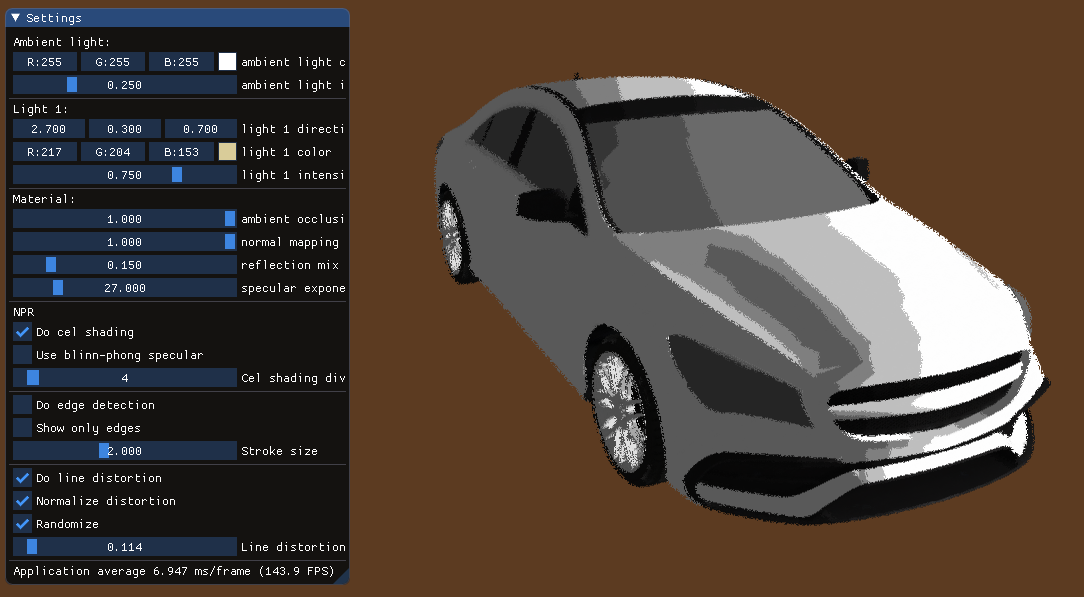 Settings
Ambient light:
R:255 G:255 B:255 ambient light c
0.250 ambient light i
Light 1:
2.700 0.300 0.700 light 1 directi
R:217 G:204 B:153 light 1 color
0.750 light 1 intensi
Material:
1.000 ambient occlusi
1.000 normal mapping
0.150 reflection mix
27.000 specular expone
NPR
Do cel shading
Use blinn-phong specular
4 Cel shading div
Do edge detection
Show only edges
2.000 Stroke size
Do line distortion
Normalize distortion
Randomize
0.114 Line distortion
Application average 6.947 ms/frame (143.9 FPS)